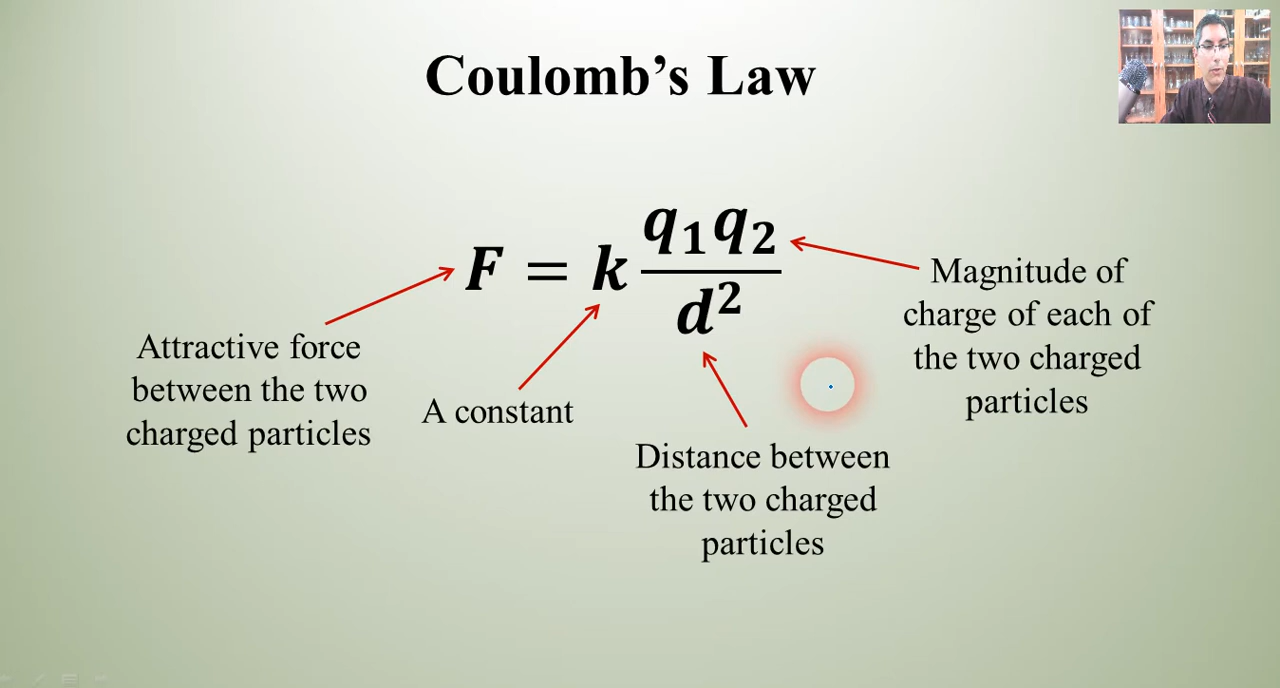 Coulomb’s Law
F = k q₁q₂ / d²
Attractive force
between the two
charged particles
A constant
Distance between
the two charged
particles
Magnitude of
charge of each of
the two charged
particles